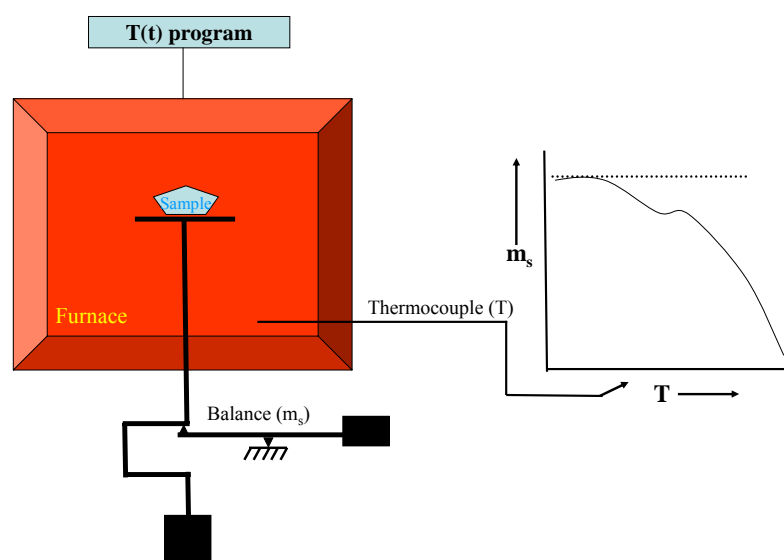 T(t) program
Sample
Furnace
Thermocouple (T)
Balance (mₛ)
mₛ
T